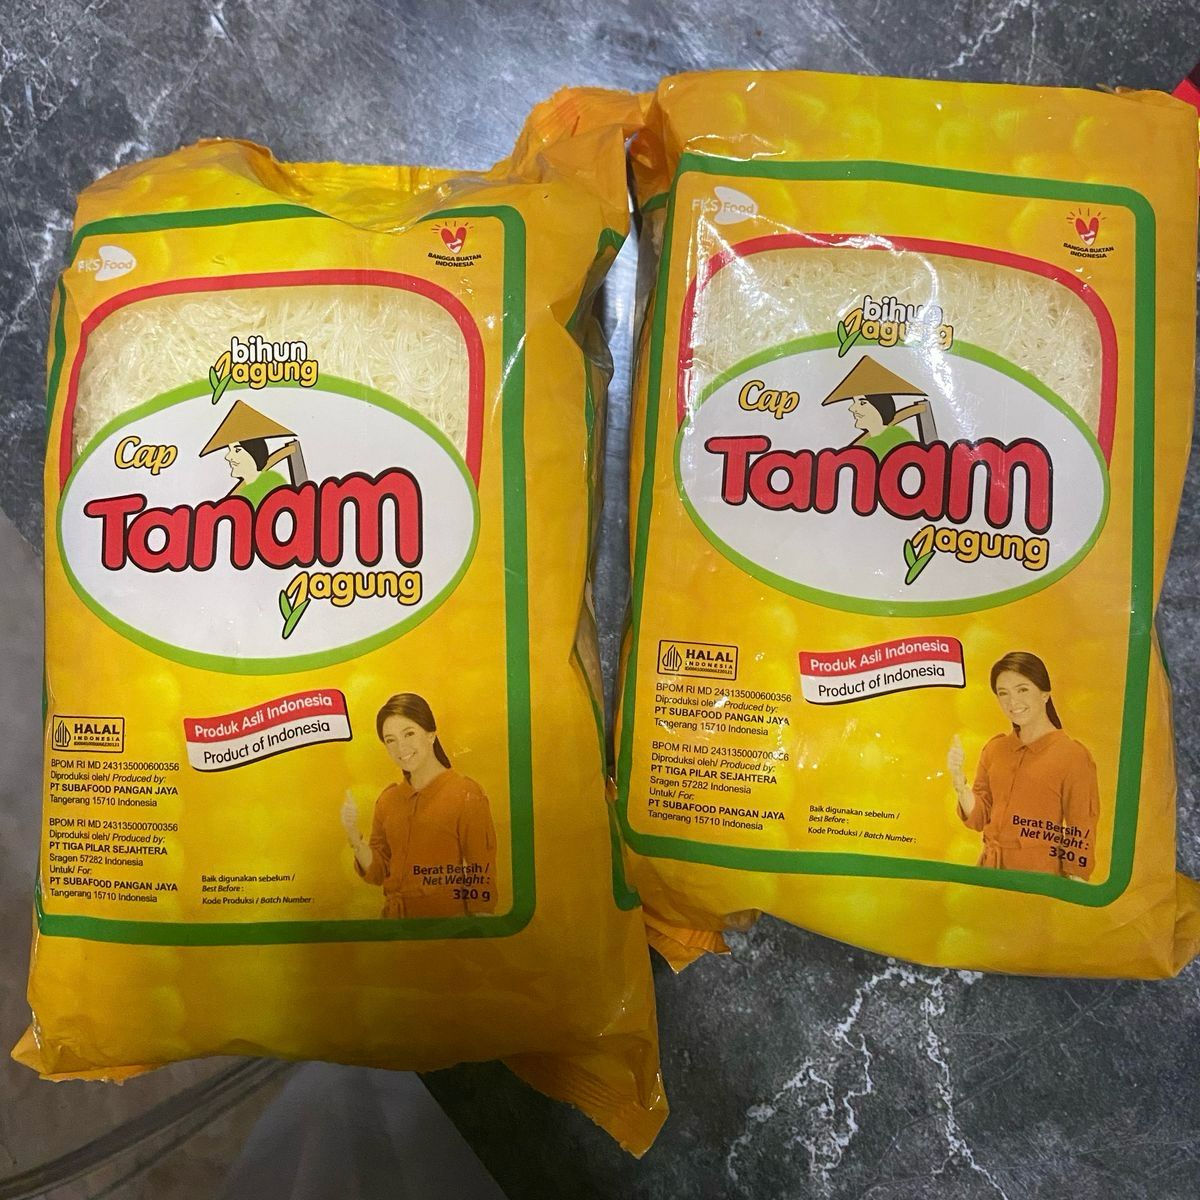 FKS Food
BANGGA BUATAN
INDONESIA
bihun
Jagung
Cap
Tanam
Jagung
HALAL
INDONESIA
Produk Asli Indonesia
Product of Indonesia
BPOM RI MD 243135000600356
Diproduksi oleh/ Produced by:
PT SUBAFOOD PANGAN JAYA
Tangerang 15710 Indonesia
BPOM RI MD 243135000700356
Diproduksi oleh/ Produced by:
PT TIGA PILAR SEJAHTERA
Sragen 57282 Indonesia
Untuk/ For:
PT SUBAFOOD PANGAN JAYA
Tangerang 15710 Indonesia
Baik digunakan sebelum /
Best Before :
Kode Produksi / Batch Number :
Berat Bersih /
Net Weight :
320 g
FKS Food
BANGGA BUATAN
INDONESIA
bihun
Jagung
Cap
Tanam
Jagung
HALAL
INDONESIA
Produk Asli Indonesia
Product of Indonesia
BPOM RI MD 243135000600356
Diproduksi oleh/ Produced by:
PT SUBAFOOD PANGAN JAYA
Tangerang 15710 Indonesia
BPOM RI MD 243135000700356
Diproduksi oleh/ Produced by:
PT TIGA PILAR SEJAHTERA
Sragen 57282 Indonesia
Untuk/ For:
PT SUBAFOOD PANGAN JAYA
Tangerang 15710 Indonesia
Baik digunakan sebelum /
Best Before :
Kode Produksi / Batch Number :
Berat Bersih /
Net Weight :
320 g